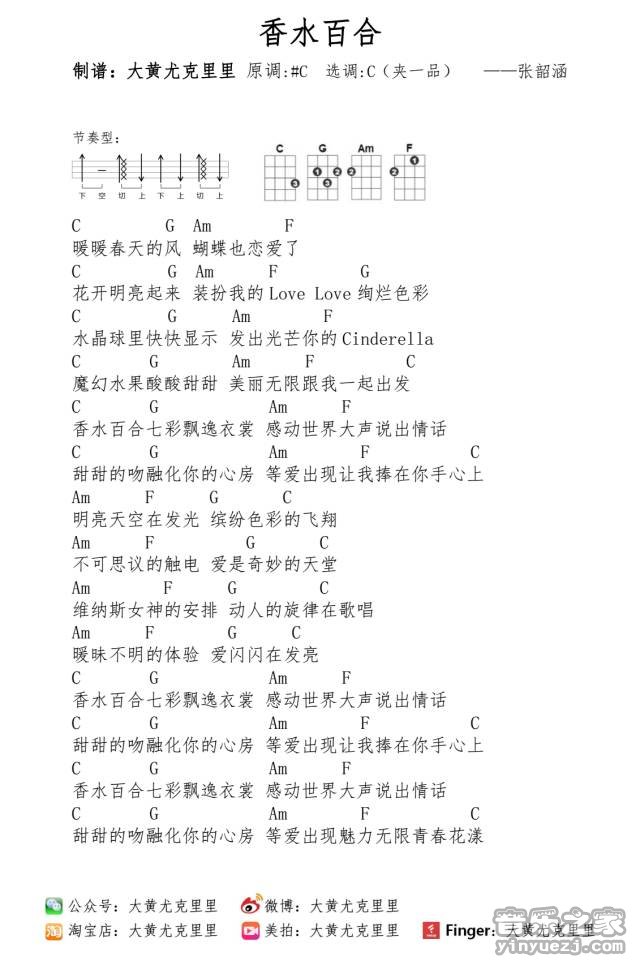 香水百合
制谱：大黄尤克里里 原调:#C 选调:C（夹一品） ——张韶涵
节奏型：
C G Am F
下 空 切 上 下 上 切 上
C G Am F
暖暖春天的风 蝴蝶也恋爱了
C G Am F G
花开明亮起来 装扮我的Love Love绚烂色彩
C G Am F
水晶球里快快显示 发出光芒你的Cinderella
C G Am F C
魔幻水果酸酸甜甜 美丽无限跟我一起出发
C G Am F
香水百合七彩飘逸衣裳 感动世界大声说出情话
C G Am F C
甜甜的吻融化你的心房 等爱出现让我捧在你手心上
Am F G C
明亮天空在发光 缤纷色彩的飞翔
Am F G C
不可思议的触电 爱是奇妙的天堂
Am F G C
维纳斯女神的安排 动人的旋律在歌唱
Am F G C
暖昧不明的体验 爱闪闪在发亮
C G Am F
香水百合七彩飘逸衣裳 感动世界大声说出情话
C G Am F C
甜甜的吻融化你的心房 等爱出现让我捧在你手心上
C G Am F
香水百合七彩飘逸衣裳 感动世界大声说出情话
C G Am F C
甜甜的吻融化你的心房 等爱出现魅力无限青春花漾
公众号：大黄尤克里里 微博：大黄尤克里里
淘宝店：大黄尤克里里 美拍：大黄尤克里里 Finger：大黄尤克里里
音乐之家
yinyuezj.com